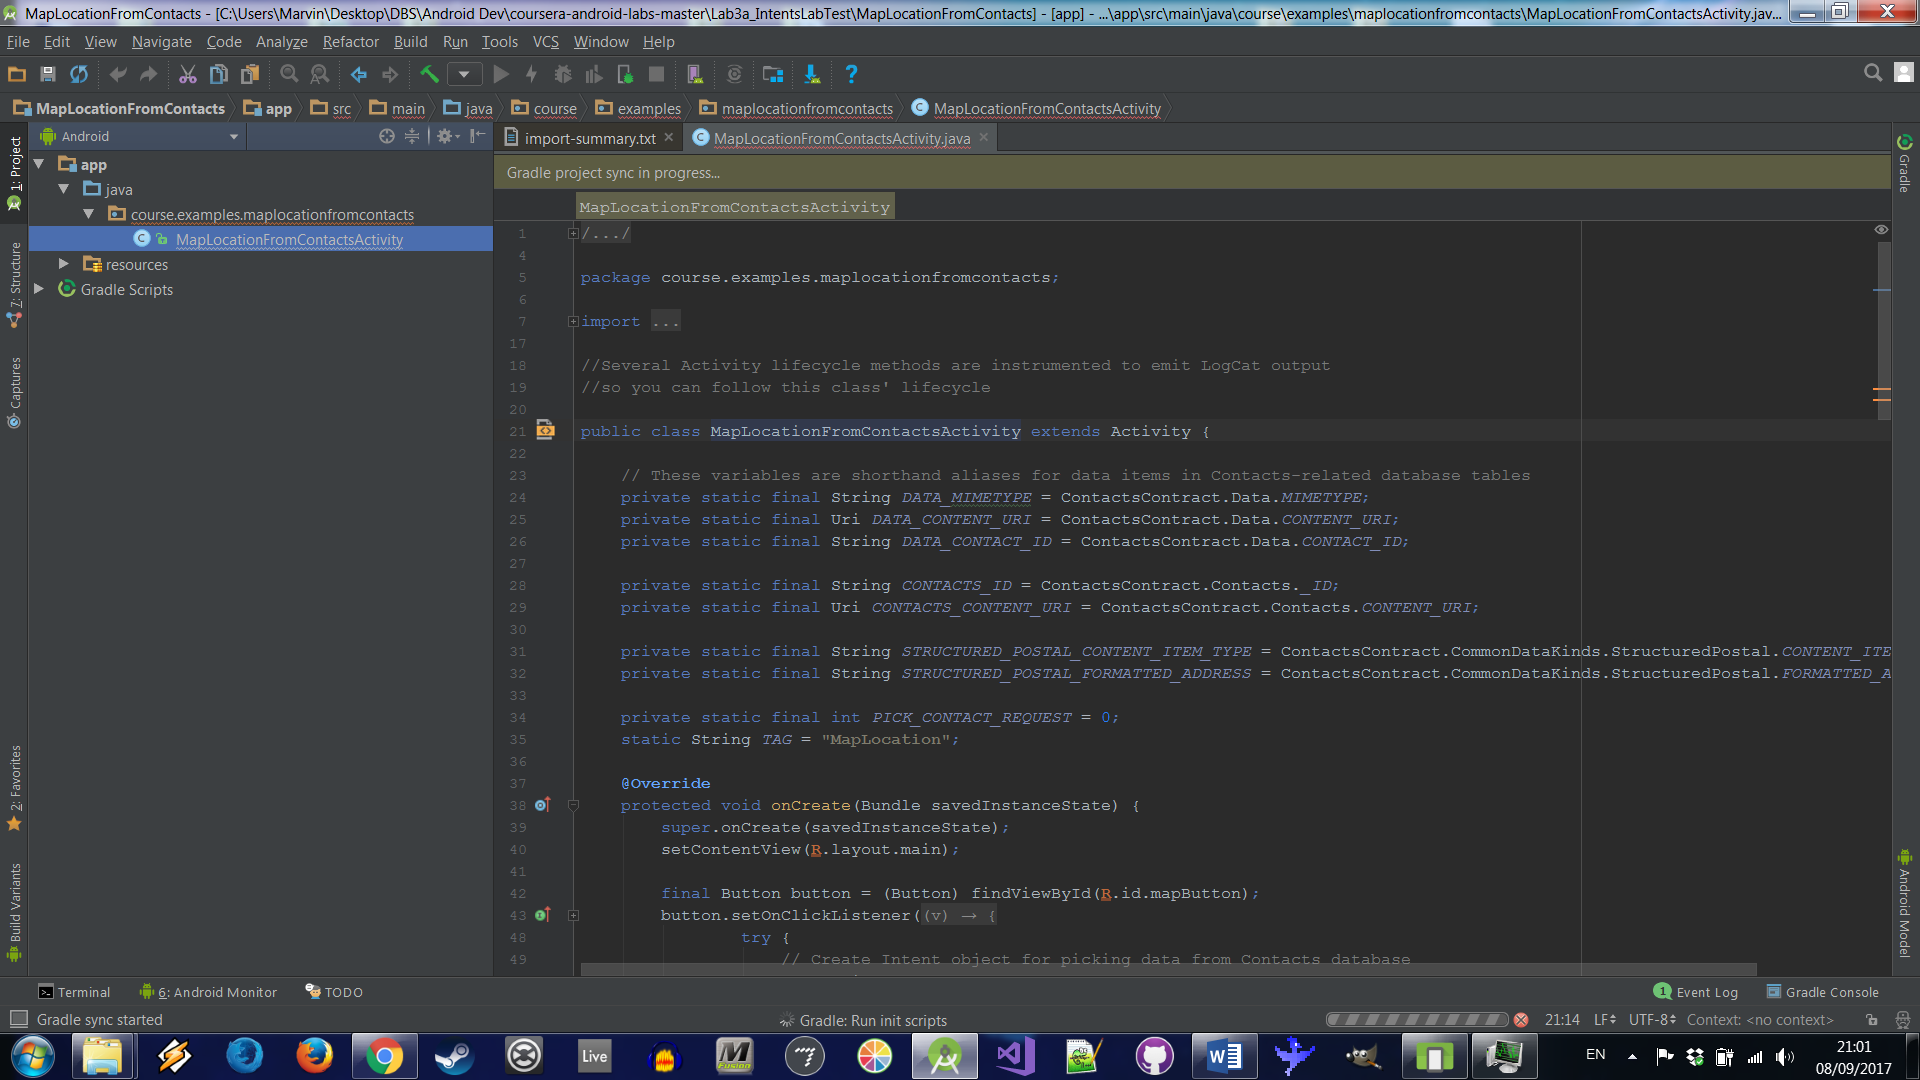 MapLocationFromContacts - [C:\Users\Marvin\Desktop\DBS\Android Dev\coursera-android-labs-master\Lab3a_IntentsLabTest\MapLocationFromContacts] - [app] - ...\app\src\main\java\course\examples\maplocationfromcontacts\MapLocationFromContactsActivity.jav...
File Edit View Navigate Code Analyze Refactor Build Run Tools VCS Window Help
MapLocationFromContacts app src main java course examples maplocationfromcontacts MapLocationFromContactsActivity
Android
import-summary.txt
MapLocationFromContactsActivity.java
1: Project
7: Structure
Captures
2: Favorites
Build Variants
app
java
course.examples.maplocationfromcontacts
MapLocationFromContactsActivity
resources
Gradle Scripts
Gradle project sync in progress...
MapLocationFromContactsActivity
1 /.../
4
5 package course.examples.maplocationfromcontacts;
6
7 import ...
17
18 //Several Activity lifecycle methods are instrumented to emit LogCat output
19 //so you can follow this class' lifecycle
20
21 public class MapLocationFromContactsActivity extends Activity {
22
23 // These variables are shorthand aliases for data items in Contacts-related database tables
24 private static final String DATA_MIMETYPE = ContactsContract.Data.MIMETYPE;
25 private static final Uri DATA_CONTENT_URI = ContactsContract.Data.CONTENT_URI;
26 private static final String DATA_CONTACT_ID = ContactsContract.Data.CONTACT_ID;
27
28 private static final String CONTACTS_ID = ContactsContract.Contacts._ID;
29 private static final Uri CONTACTS_CONTENT_URI = ContactsContract.Contacts.CONTENT_URI;
30
31 private static final String STRUCTURED_POSTAL_CONTENT_ITEM_TYPE = ContactsContract.CommonDataKinds.StructuredPostal.CONTENT_ITE
32 private static final String STRUCTURED_POSTAL_FORMATTED_ADDRESS = ContactsContract.CommonDataKinds.StructuredPostal.FORMATTED_A
33
34 private static final int PICK_CONTACT_REQUEST = 0;
35 static String TAG = "MapLocation";
36
37 @Override
38 protected void onCreate(Bundle savedInstanceState) {
39 super.onCreate(savedInstanceState);
40 setContentView(R.layout.main);
41
42 final Button button = (Button) findViewById(R.id.mapButton);
43 button.setOnClickListener((v) → {
48 try {
49 // Create Intent object for picking data from Contacts database
Gradle
Android Model
Terminal 6: Android Monitor TODO
1 Event Log Gradle Console
Gradle sync started
Gradle: Run init scripts
21:14 LF UTF-8 Context: <no context>
Live
EN
21:01
08/09/2017